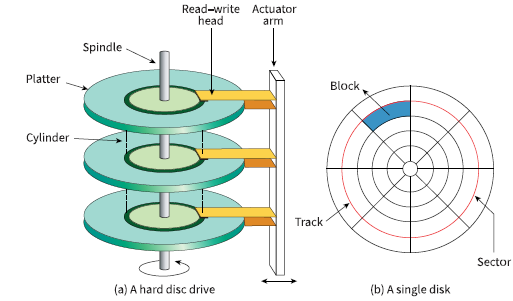 Read–write
head
Actuator
arm
Spindle
Platter
Cylinder
Block
Track
Sector
(a) A hard disc drive
(b) A single disk